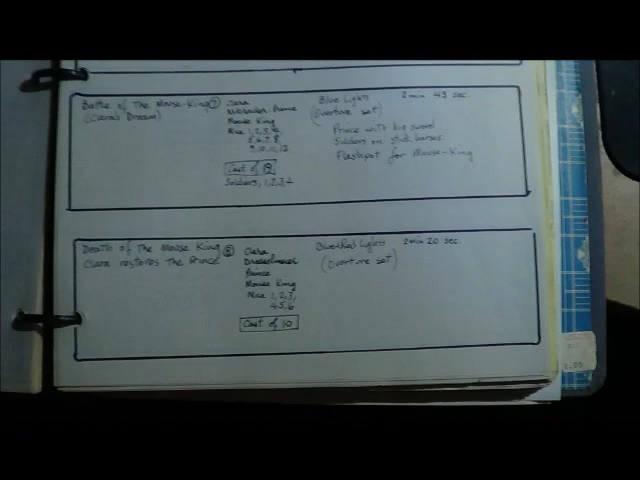 Battle of The Mouse-King 7
(Clara's Dream)
Clara
Nutcracker Prince
Mouse King
Mice 1, 2, 3, 4,
5, 6, 7, 8,
9, 10, 11, 12
Cast of
Soldiers, 1, 2, 3, 4
Blue Lights
(Overture set)
2 min 43 sec.
Prince with big sword
Soldiers on stick horses
Flashpot for Mouse-King
Death of The Mouse King 8
Clara restores The Prince
Clara
Prince
Mouse King
Mice 1, 2, 3,
4, 5, 6
Cast of 10
Blue+Red Lights
(Overture set)
2 min 20 sec.